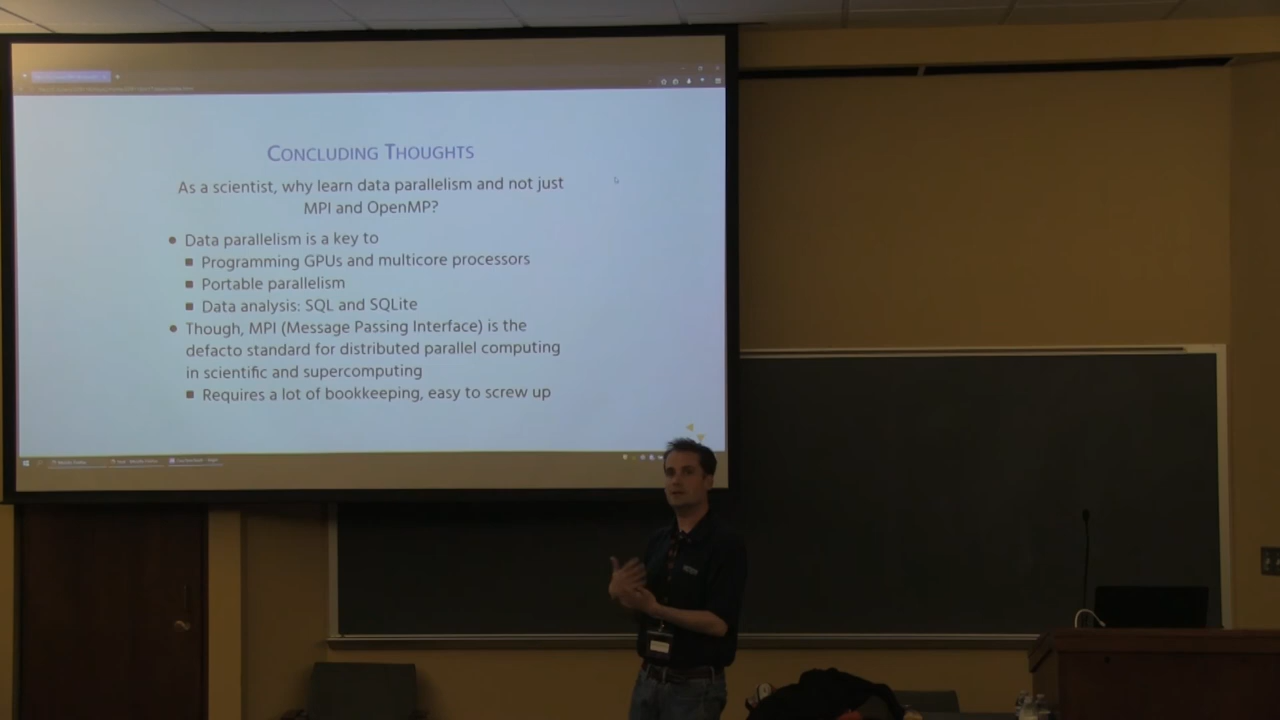 CONCLUDING THOUGHTS
As a scientist, why learn data parallelism and not just
MPI and OpenMP?
Data parallelism is a key to
Programming GPUs and multicore processors
Portable parallelism
Data analysis: SQL and SQLite
Though, MPI (Message Passing Interface) is the
defacto standard for distributed parallel computing
in scientific and supercomputing
Requires a lot of bookkeeping, easy to screw up